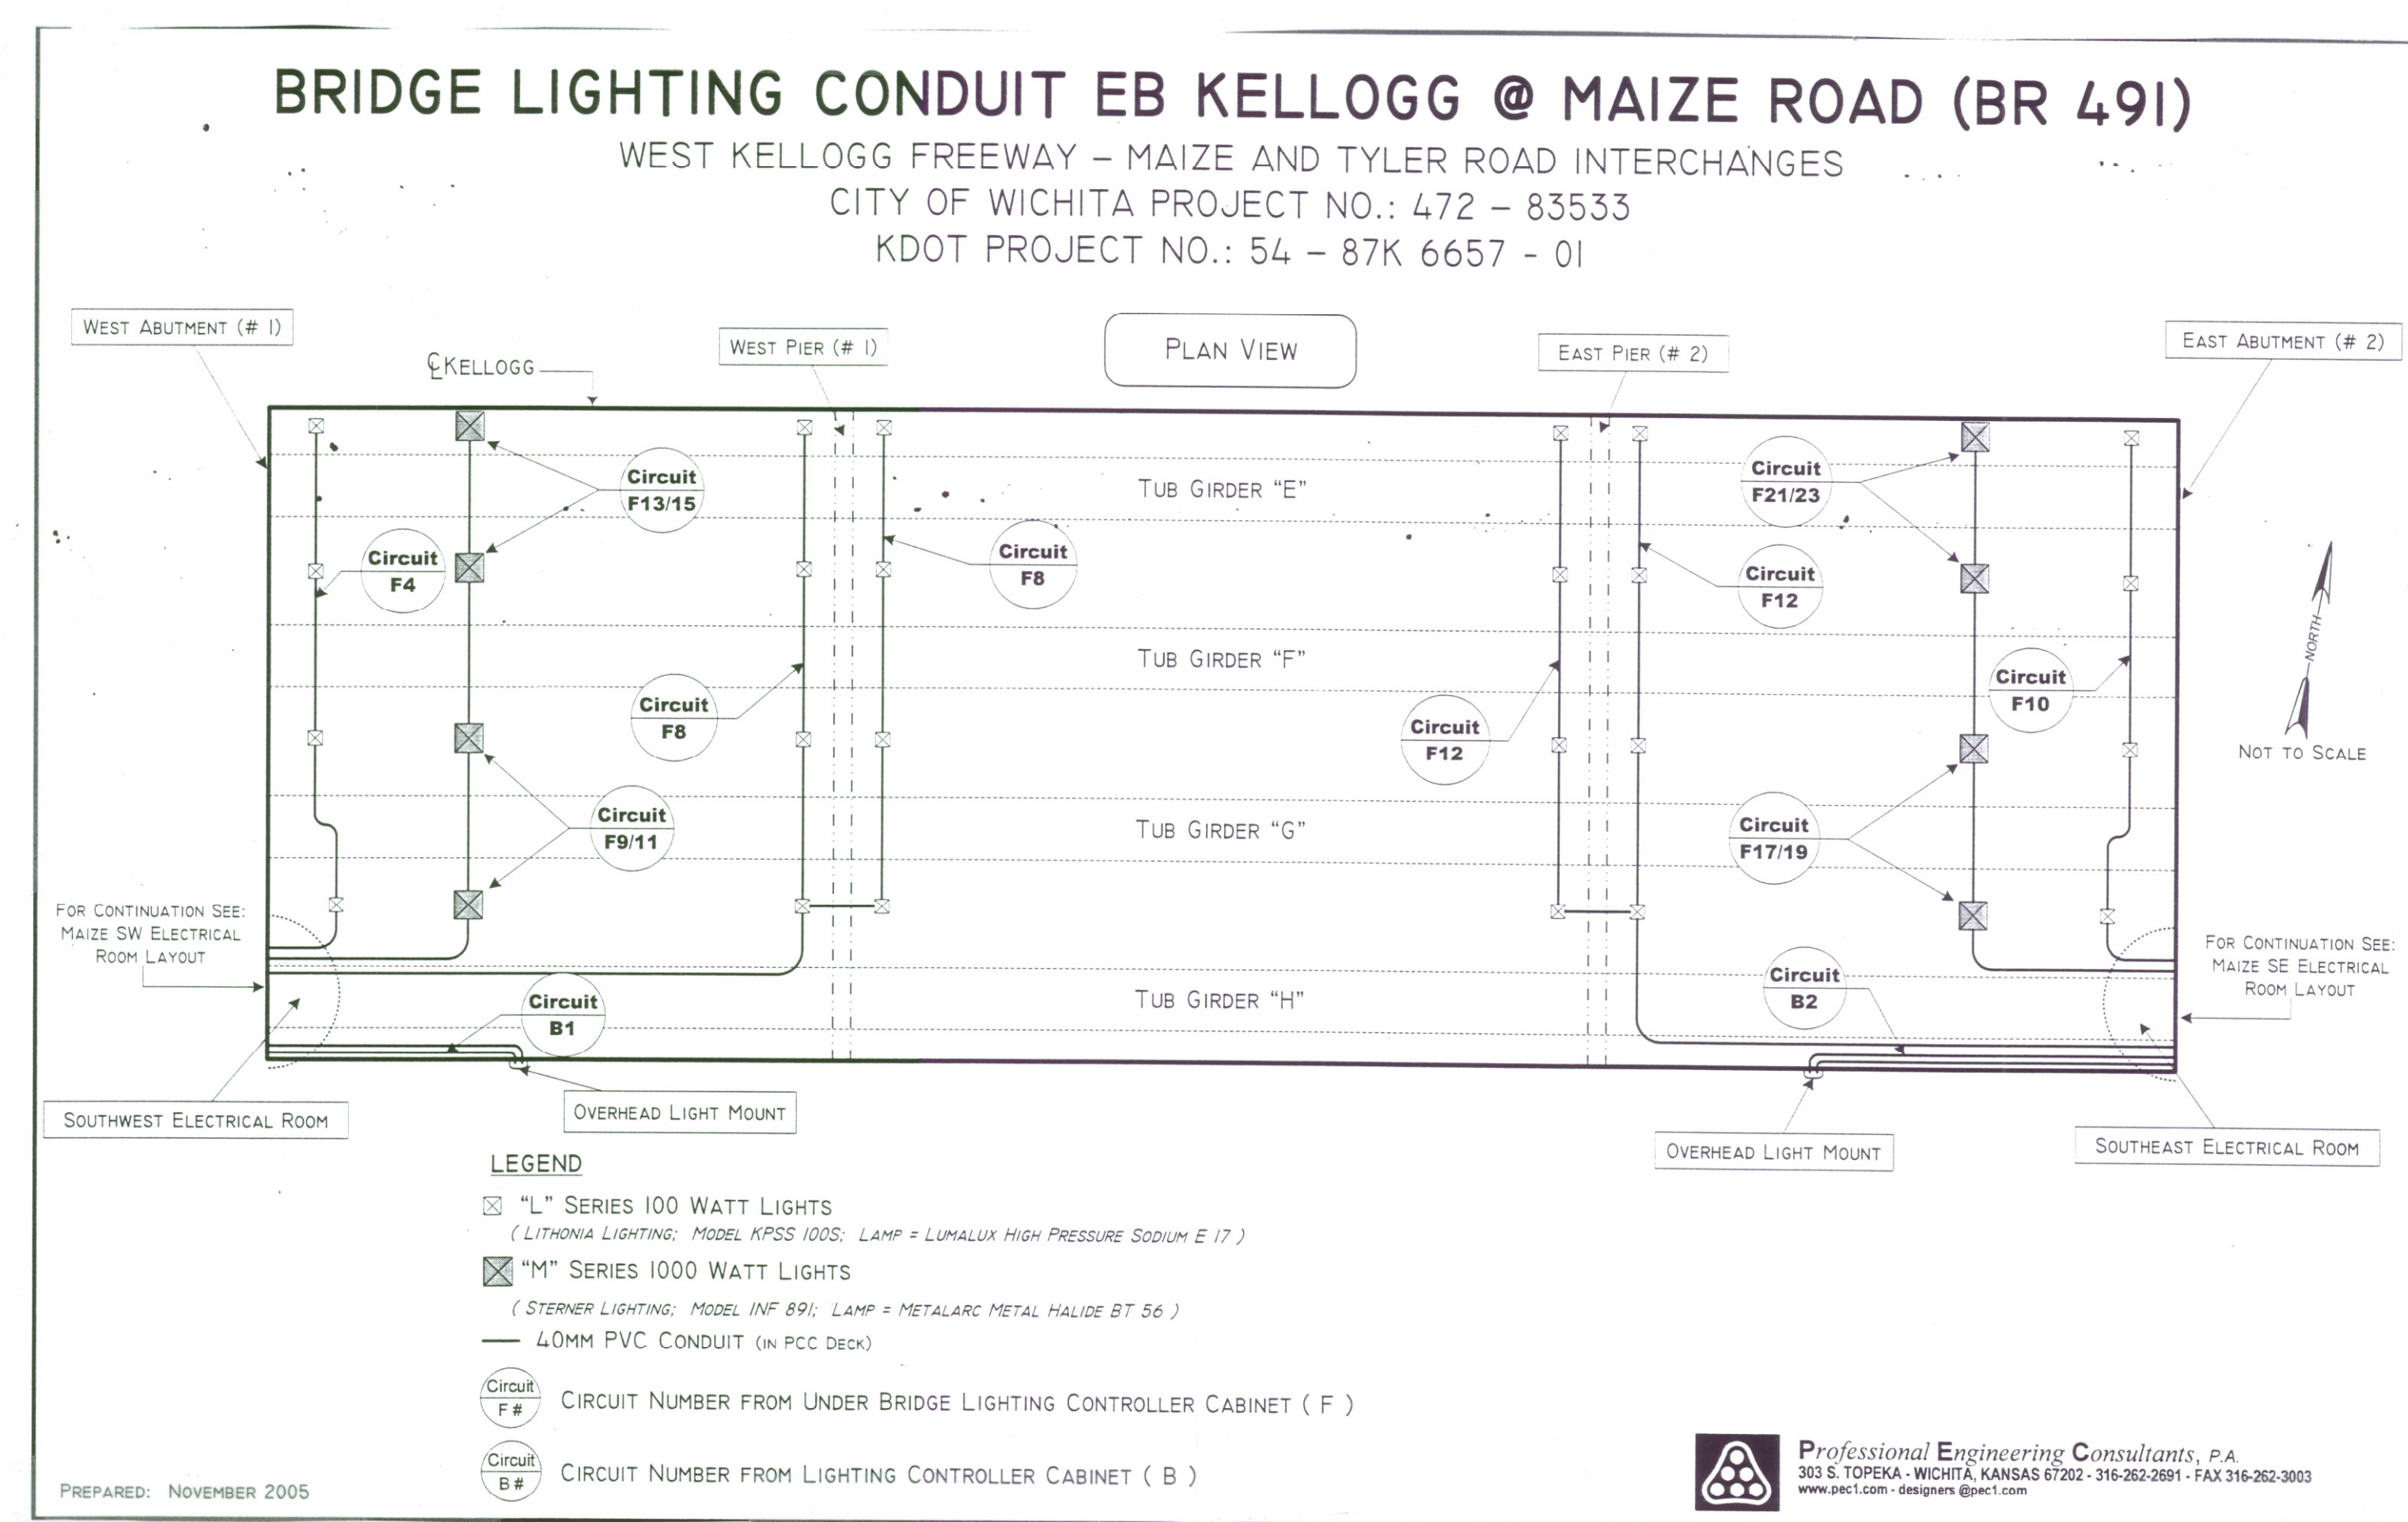 BRIDGE LIGHTING CONDUIT EB KELLOGG @ MAIZE ROAD (BR 491)
WEST KELLOGG FREEWAY – MAIZE AND TYLER ROAD INTERCHANGES
CITY OF WICHITA PROJECT NO.: 472 – 83533
KDOT PROJECT NO.: 54 – 87K 6657 - 01
WEST ABUTMENT (# 1)
℄ KELLOGG
WEST PIER (# 1)
PLAN VIEW
EAST PIER (# 2)
EAST ABUTMENT (# 2)
Circuit
F13/15
TUB GIRDER "E"
Circuit
F21/23
Circuit
F4
Circuit
F8
Circuit
F12
NORTH
NOT TO SCALE
TUB GIRDER "F"
Circuit
F8
Circuit
F12
Circuit
F10
Circuit
F9/11
TUB GIRDER "G"
Circuit
F17/19
FOR CONTINUATION SEE:
MAIZE SW ELECTRICAL
ROOM LAYOUT
FOR CONTINUATION SEE:
MAIZE SE ELECTRICAL
ROOM LAYOUT
Circuit
B1
TUB GIRDER "H"
Circuit
B2
SOUTHWEST ELECTRICAL ROOM
OVERHEAD LIGHT MOUNT
OVERHEAD LIGHT MOUNT
SOUTHEAST ELECTRICAL ROOM
LEGEND
"L" SERIES 100 WATT LIGHTS
( LITHONIA LIGHTING; MODEL KPSS 100S; LAMP = LUMALUX HIGH PRESSURE SODIUM E 17 )
"M" SERIES 1000 WATT LIGHTS
( STERNER LIGHTING; MODEL INF 891; LAMP = METALARC METAL HALIDE BT 56 )
40MM PVC CONDUIT (IN PCC DECK)
Circuit
F #
CIRCUIT NUMBER FROM UNDER BRIDGE LIGHTING CONTROLLER CABINET ( F )
Circuit
B #
CIRCUIT NUMBER FROM LIGHTING CONTROLLER CABINET ( B )
PREPARED: NOVEMBER 2005
Professional Engineering Consultants, P.A.
303 S. TOPEKA - WICHITA, KANSAS 67202 - 316-262-2691 - FAX 316-262-3003
www.pec1.com - designers @pec1.com